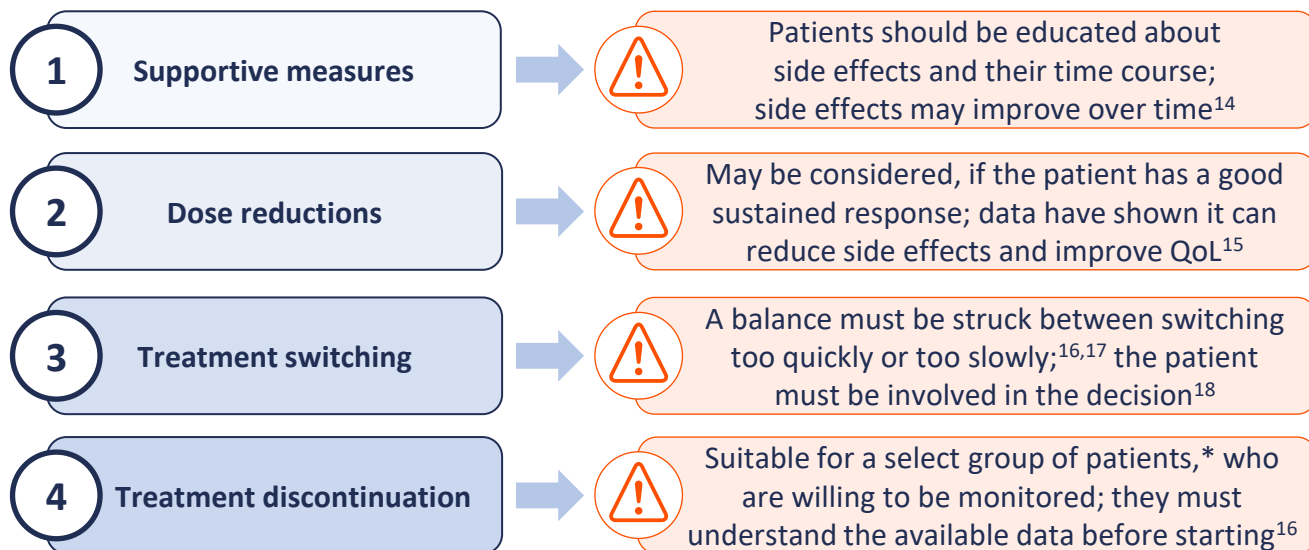 1
Supportive measures
Patients should be educated about
side effects and their time course;
side effects may improve over time14
2
Dose reductions
May be considered, if the patient has a good
sustained response; data have shown it can
reduce side effects and improve QoL15
3
Treatment switching
A balance must be struck between switching
too quickly or too slowly;16,17 the patient
must be involved in the decision18
4
Treatment discontinuation
Suitable for a select group of patients,* who
are willing to be monitored; they must
understand the available data before starting16